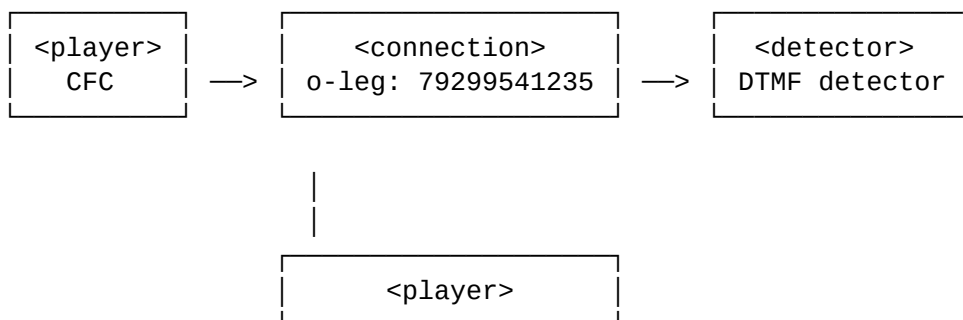 <player>
CFC
<connection>
o-leg: 79299541235
<detector>
DTMF detector
<player>